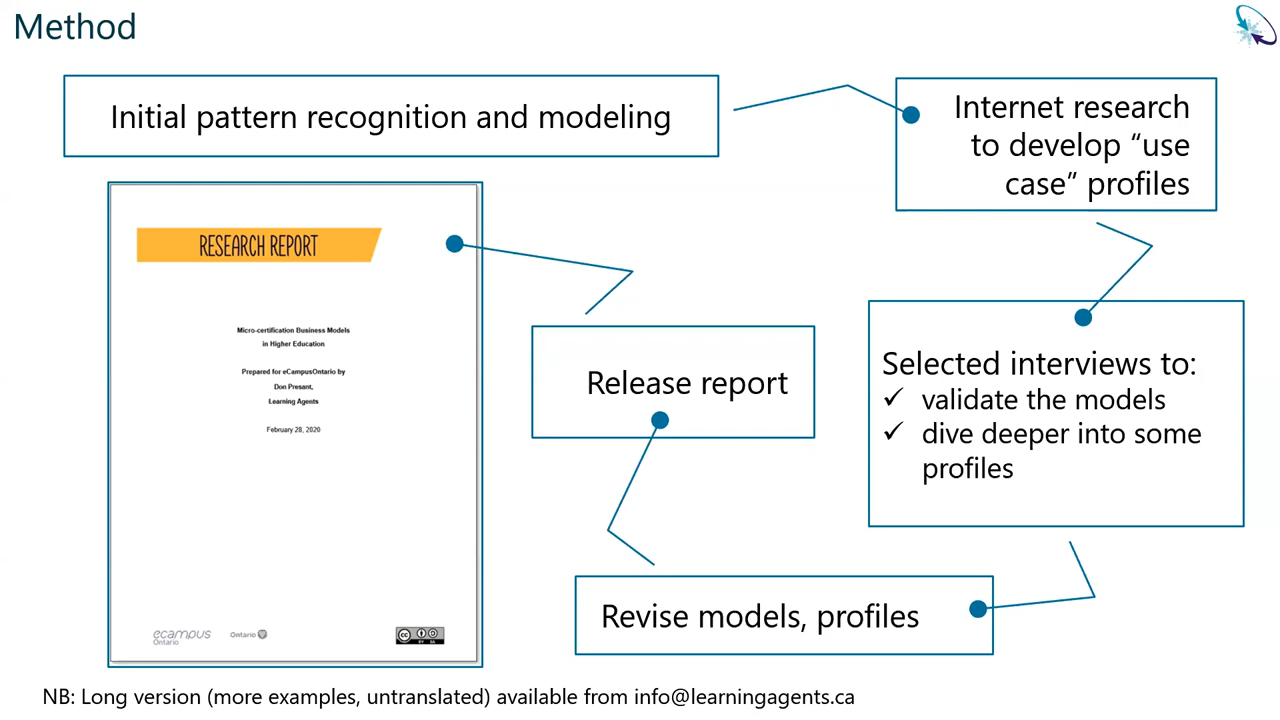 Method
Initial pattern recognition and modeling
Internet research
to develop “use
case” profiles
RESEARCH REPORT
Micro-certification Business Models
in Higher Education
Prepared for eCampusOntario by
Don Presant,
Learning Agents
February 28, 2020
Release report
Selected interviews to:
✓ validate the models
✓ dive deeper into some
profiles
Revise models, profiles
ecampus
Ontario
Ontario
cc
BY SA
NB: Long version (more examples, untranslated) available from info@learningagents.ca